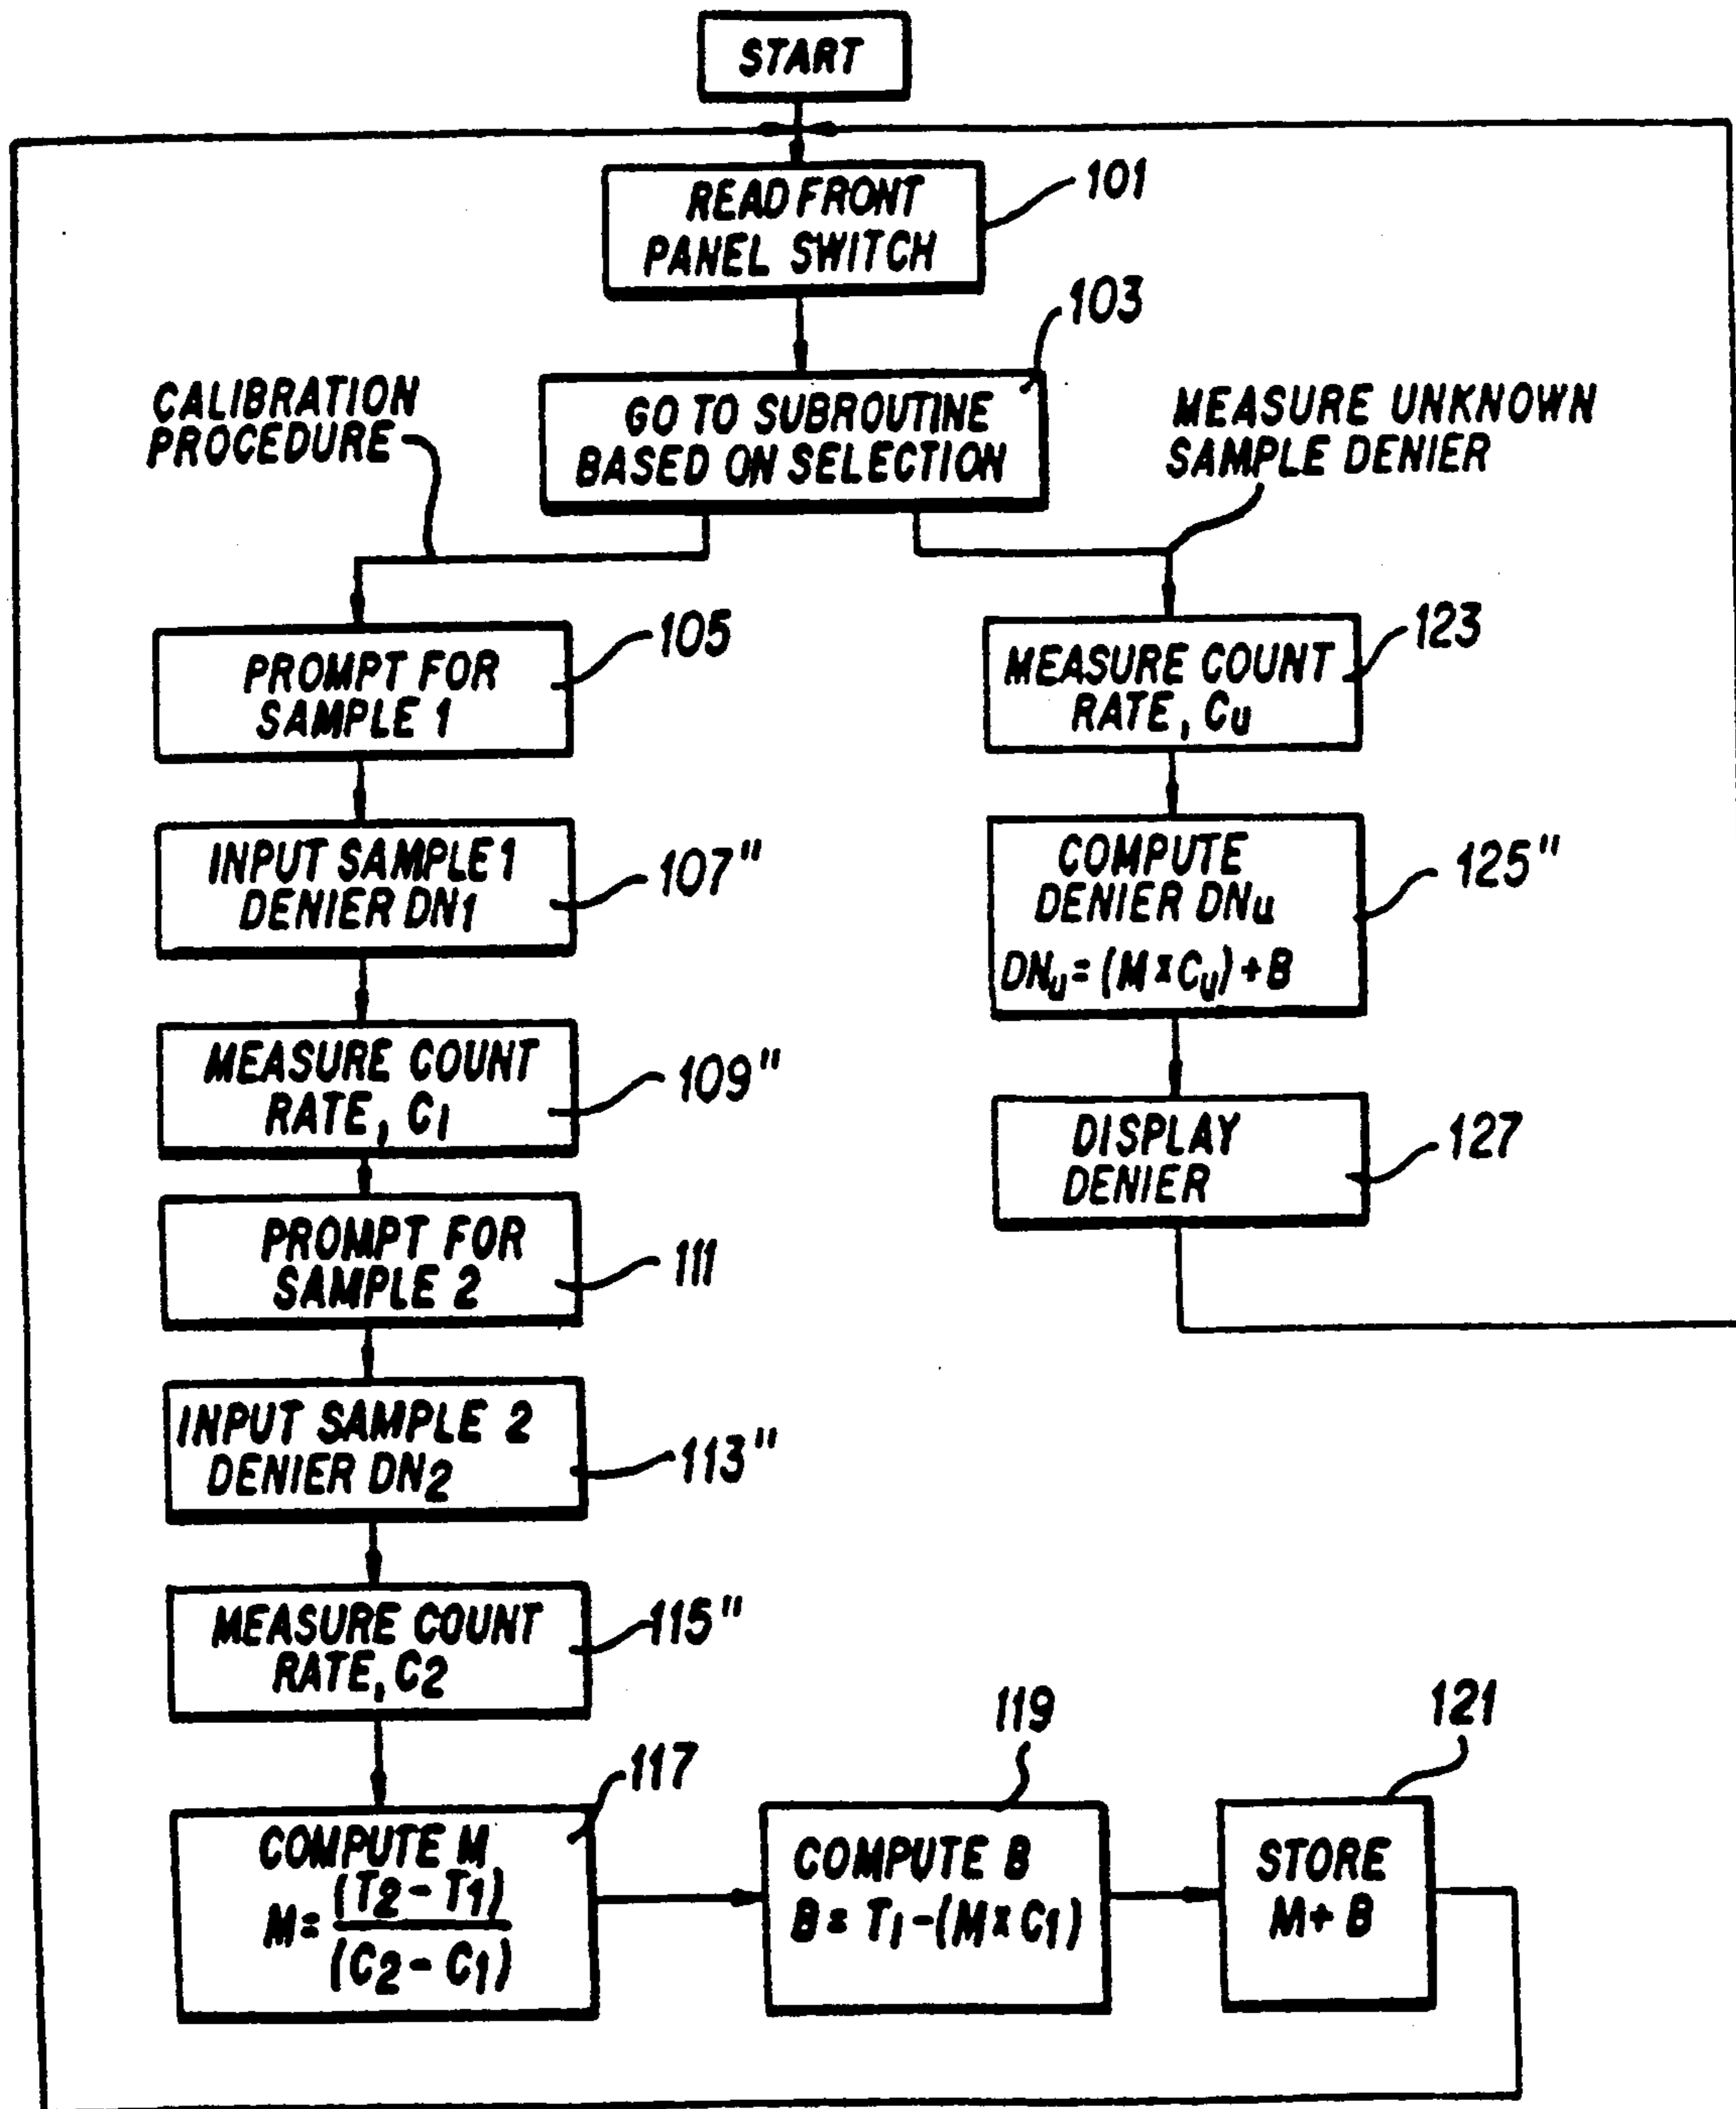 START
READ FRONT
PANEL SWITCH
101
103
GO TO SUBROUTINE
BASED ON SELECTION
CALIBRATION
PROCEDURE
MEASURE UNKNOWN
SAMPLE DENIER
PROMPT FOR
SAMPLE 1
105
INPUT SAMPLE 1
DENIER DN1
107"
MEASURE COUNT
RATE, C1
109"
PROMPT FOR
SAMPLE 2
111
INPUT SAMPLE 2
DENIER DN2
113"
MEASURE COUNT
RATE, C2
115"
COMPUTE M
M = (T2 - T1)
(C2 - C1)
117
COMPUTE B
B = T1 - (M x C1)
119
STORE
M + B
121
MEASURE COUNT
RATE, Cu
123
COMPUTE
DENIER DNu
DNu = (M x Cu) + B
125"
DISPLAY
DENIER
127